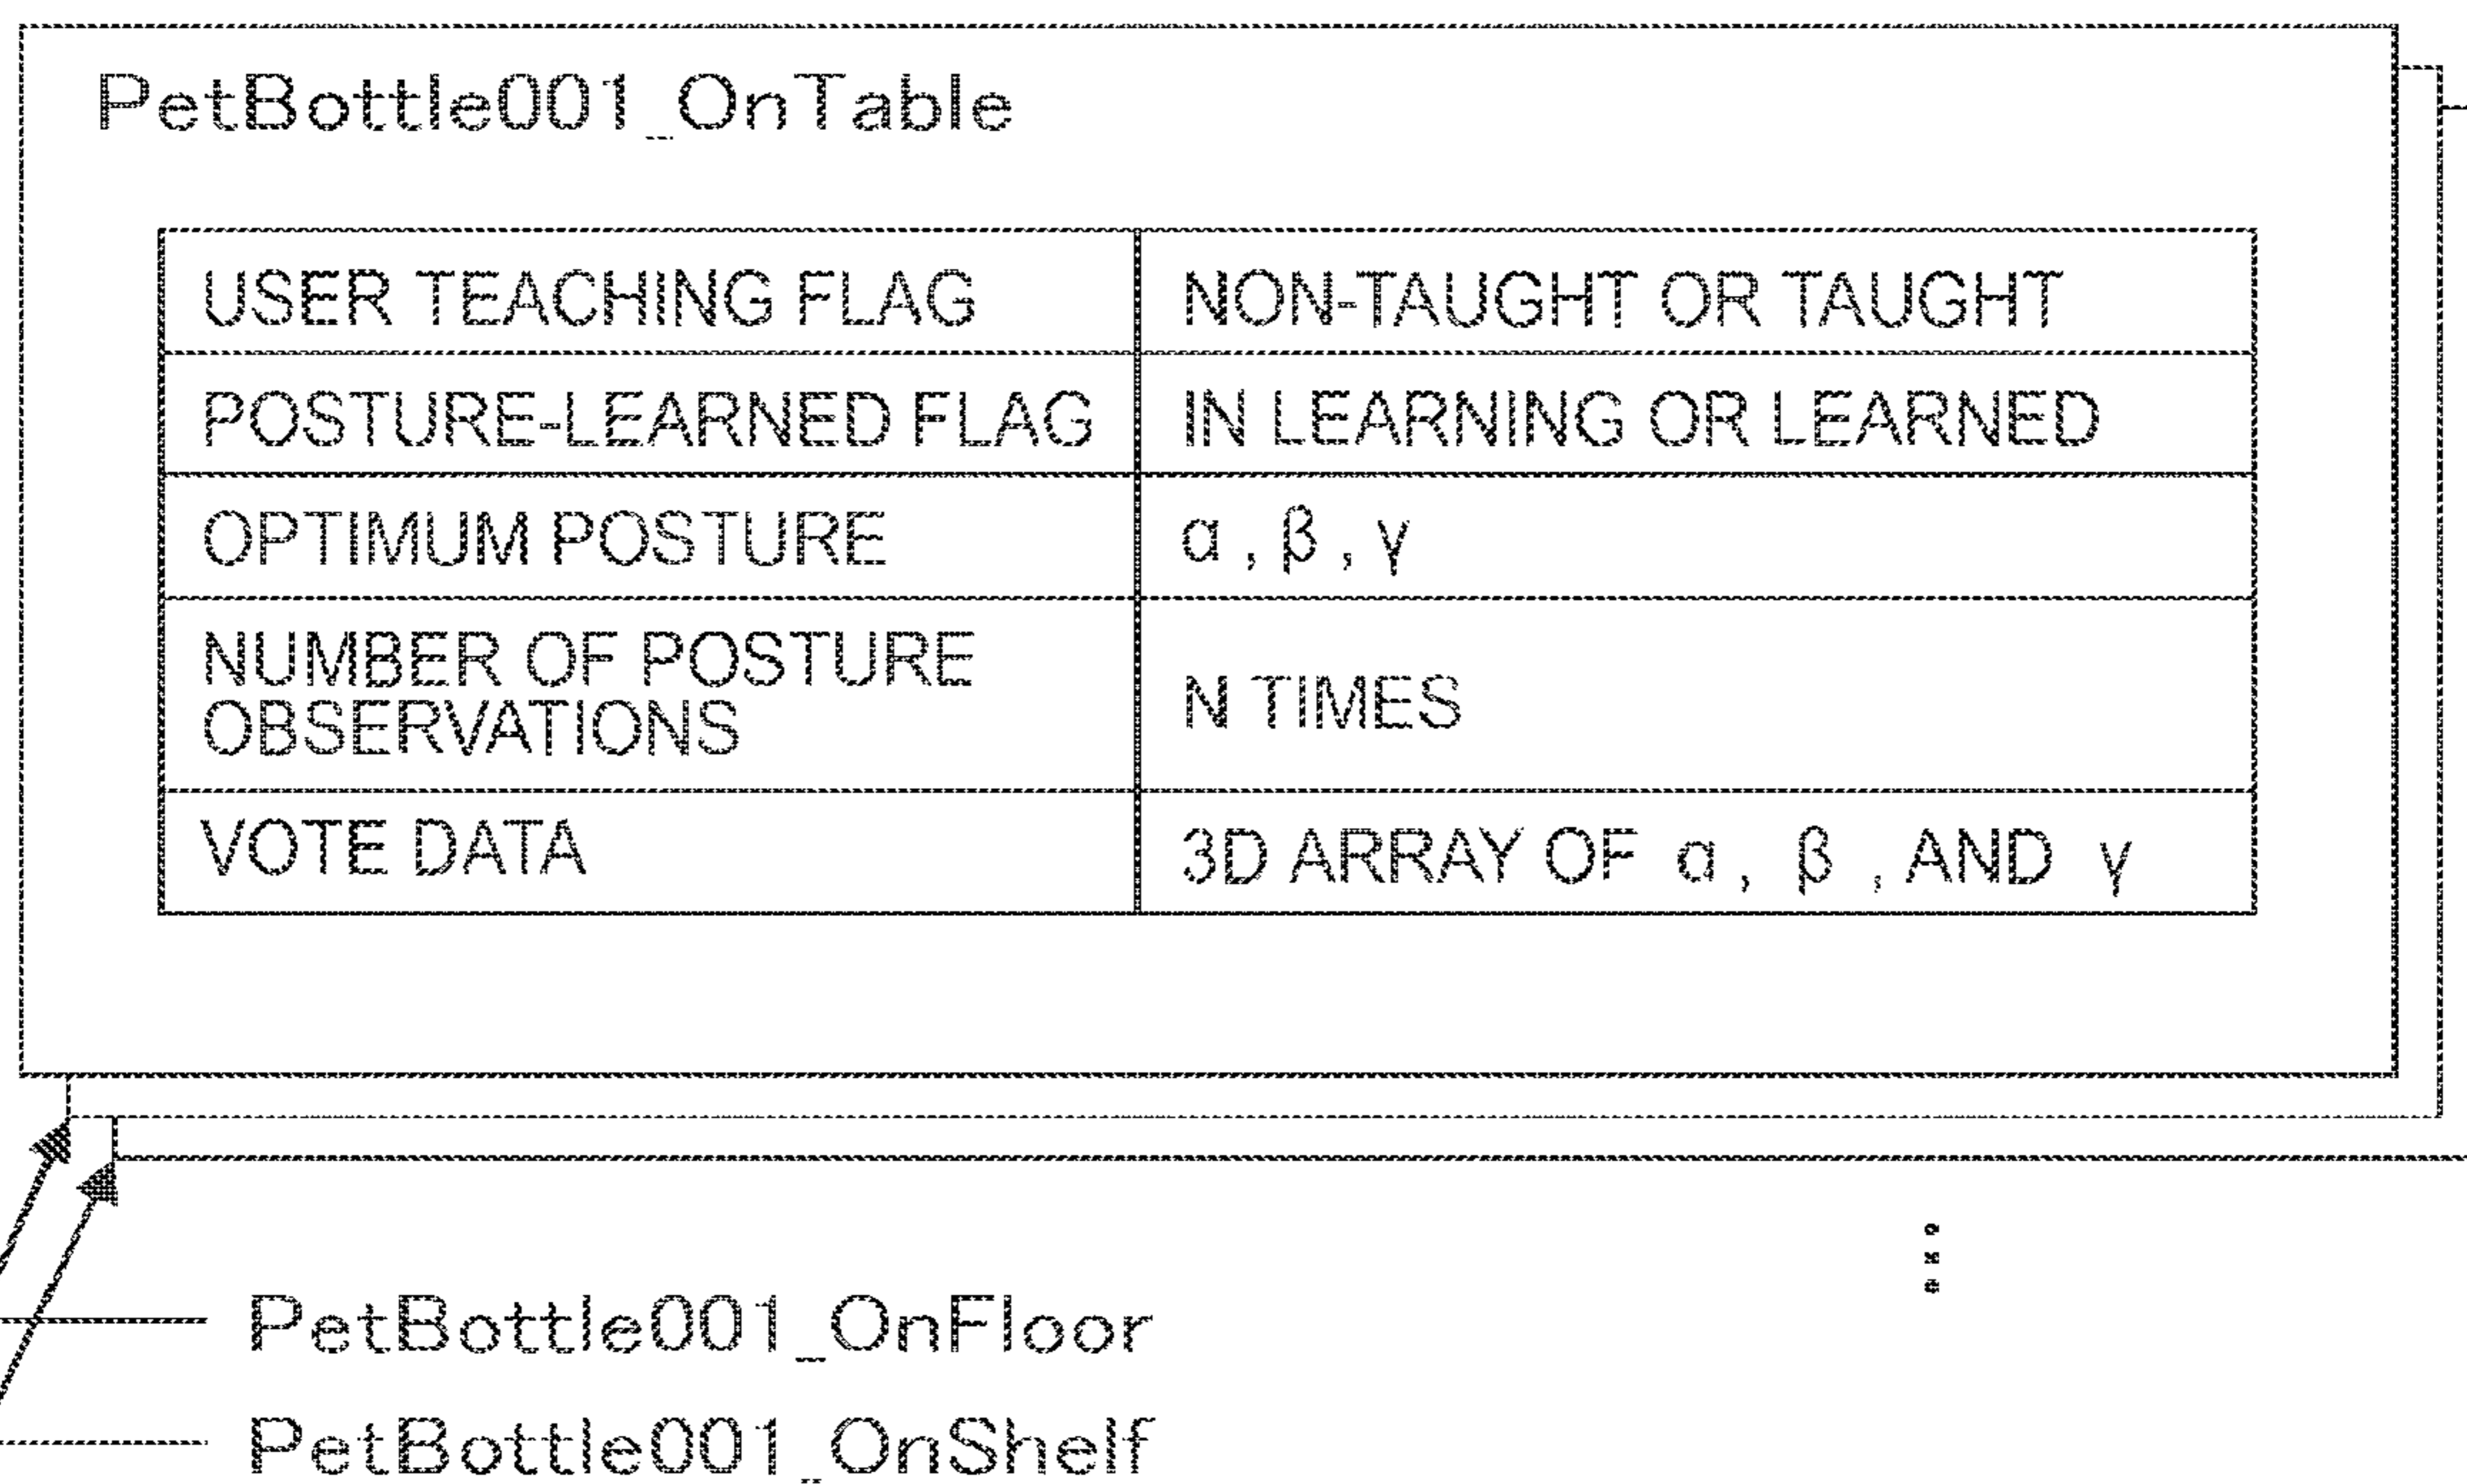 PetBottle001_OnTable
USER TEACHING FLAG NON-TAUGHT OR TAUGHT
POSTURE-LEARNED FLAG IN LEARNING OR LEARNED
OPTIMUM POSTURE α, β, γ
NUMBER OF POSTURE
OBSERVATIONS
N TIMES
VOTE DATA 3D ARRAY OF α, β, AND γ
PetBottle001_OnFloor
PetBottle001_OnShelf